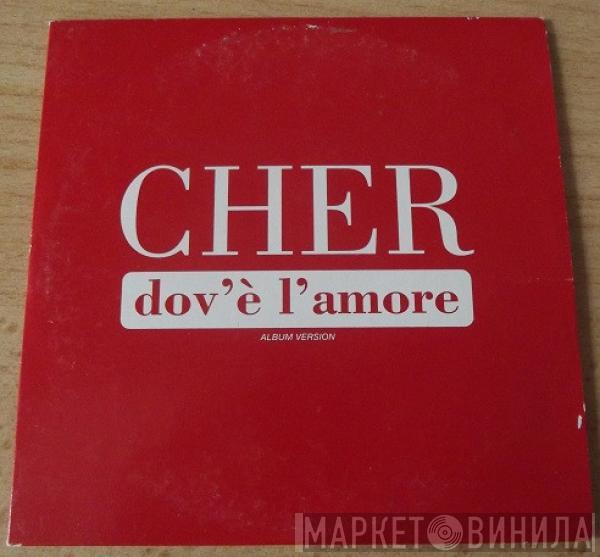 CHER
dov'è l'amore
ALBUM VERSION
МАРКЕТ ВИНИЛА